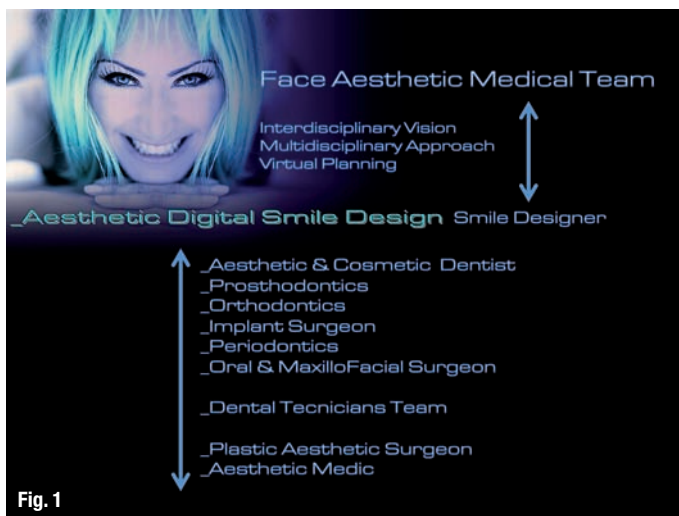 Face Aesthetic Medical Team
Interdisciplinary Vision
Multidisciplinary Approach
Virtual Planning
_Aesthetic Digital Smile Design Smile Designer
_Aesthetic & Cosmetic Dentist
_Prosthodontics
_Orthodontics
_Implant Surgeon
_Periodontics
_Oral & MaxilloFacial Surgeon
_Dental Tecnicians Team
_Plastic Aesthetic Surgeon
_Aesthetic Medic
Fig. 1